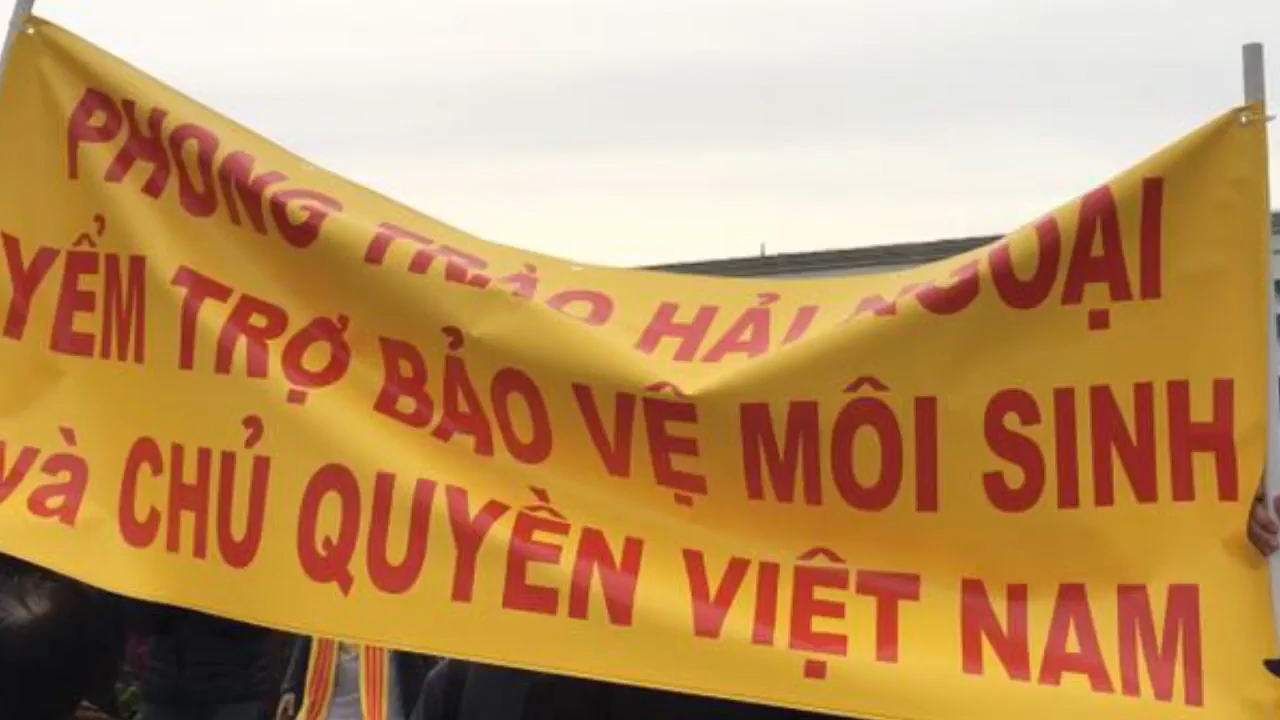 PHONG TRÀO HẢI NGOẠI
YỂM TRỢ BẢO VỆ MÔI SINH
và CHỦ QUYỀN VIỆT NAM